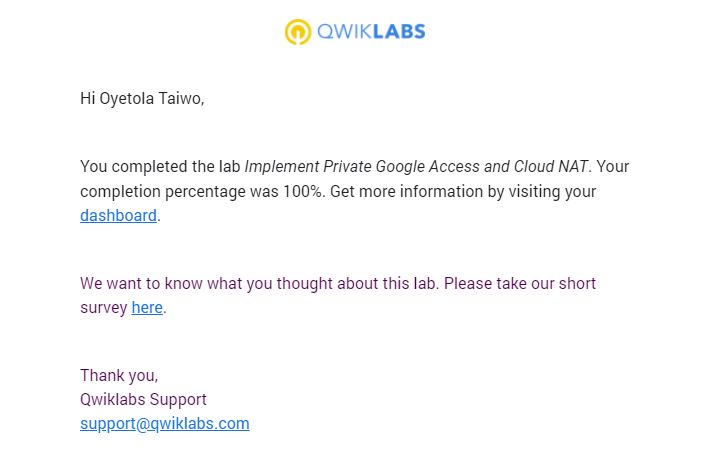 QWIKLABS
Hi Oyetola Taiwo,
You completed the lab Implement Private Google Access and Cloud NAT. Your
completion percentage was 100%. Get more information by visiting your
dashboard.
We want to know what you thought about this lab. Please take our short
survey here.
Thank you,
Qwiklabs Support
support@qwiklabs.com